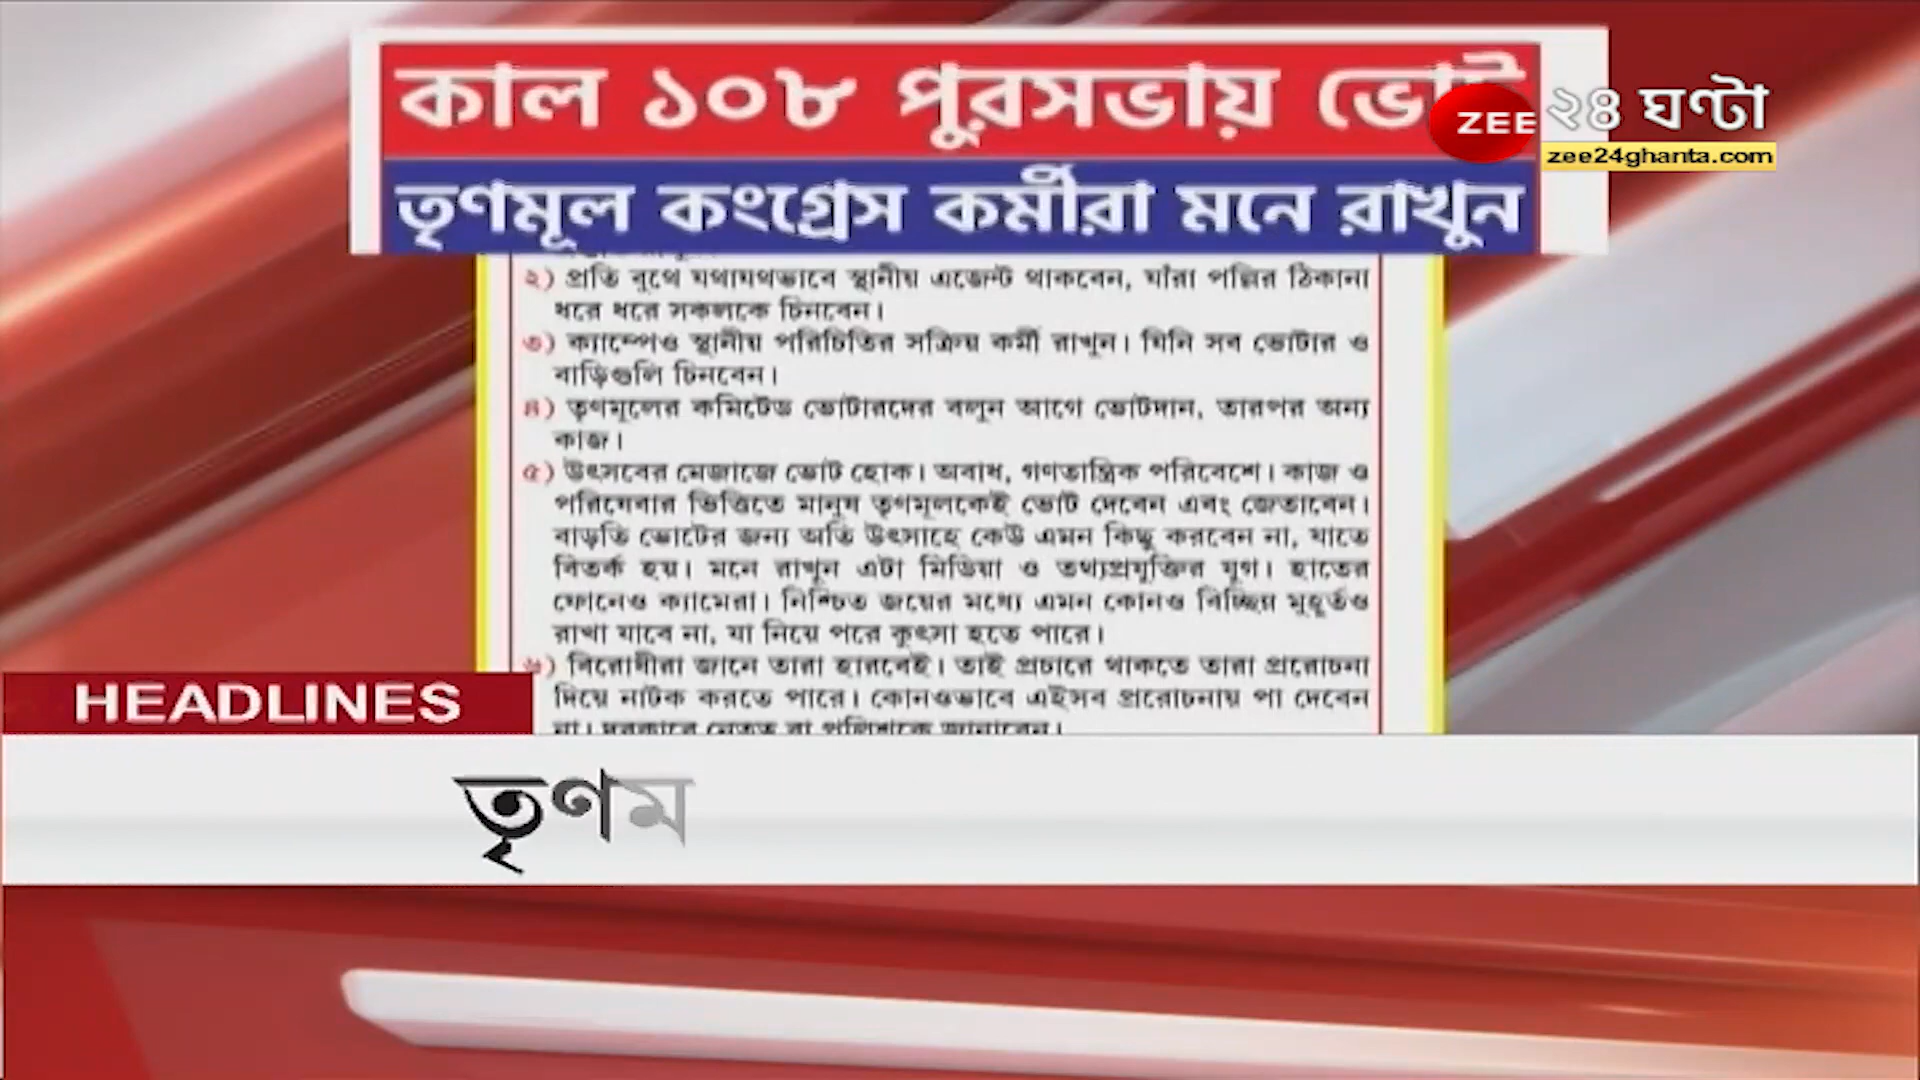 কাল ১০৮ পুরসভায় ভোট
ZEE ২৪ ঘণ্টা
zee24ghanta.com
তৃণমূল কংগ্রেস কর্মীরা মনে রাখুন
২) প্রতি বুথে যথাযথভাবে স্থানীয় এজেন্ট থাকবেন, যাঁরা পল্লির ঠিকানা
ধরে ধরে সকলকে চিনবেন।
৩) ক্যাম্পেও স্থানীয় পরিচিতির সক্রিয় কর্মী রাখুন। যিনি সব ভোটার ও
বাড়িগুলি চিনবেন।
৪) তৃণমূলের কমিটেড ভোটারদের বলুন আগে ভোটদান, তারপর অন্য
কাজ।
৫) উৎসবের মেজাজে ভোট হোক। অবাধ, গণতান্ত্রিক পরিবেশে। কাজ ও
পরিষেবার ভিত্তিতে মানুষ তৃণমূলকেই ভোট দেবেন এবং জেতাবেন।
বাড়তি ভোটের জন্য অতি উৎসাহে কেউ এমন কিছু করবেন না, যাতে
বিতর্ক হয়। মনে রাখুন এটা মিডিয়া ও তথ্যপ্রযুক্তির যুগ। হাতের
ফোনেও ক্যামেরা। নিশ্চিত জয়ের মধ্যে এমন কোনও বিচ্ছিন্ন মুহূর্তও
রাখা যাবে না, যা নিয়ে পরে কুৎসা হতে পারে।
৬) বিরোধীরা জানে তারা হারবেই। তাই প্রচারে থাকতে তারা প্ররোচনা
দিয়ে নাটক করতে পারে। কোনওভাবে এইসব প্ররোচনায় পা দেবেন
না। দরকারে নেতৃত্ব বা পুলিশকে জানাবেন।
HEADLINES
তৃণম